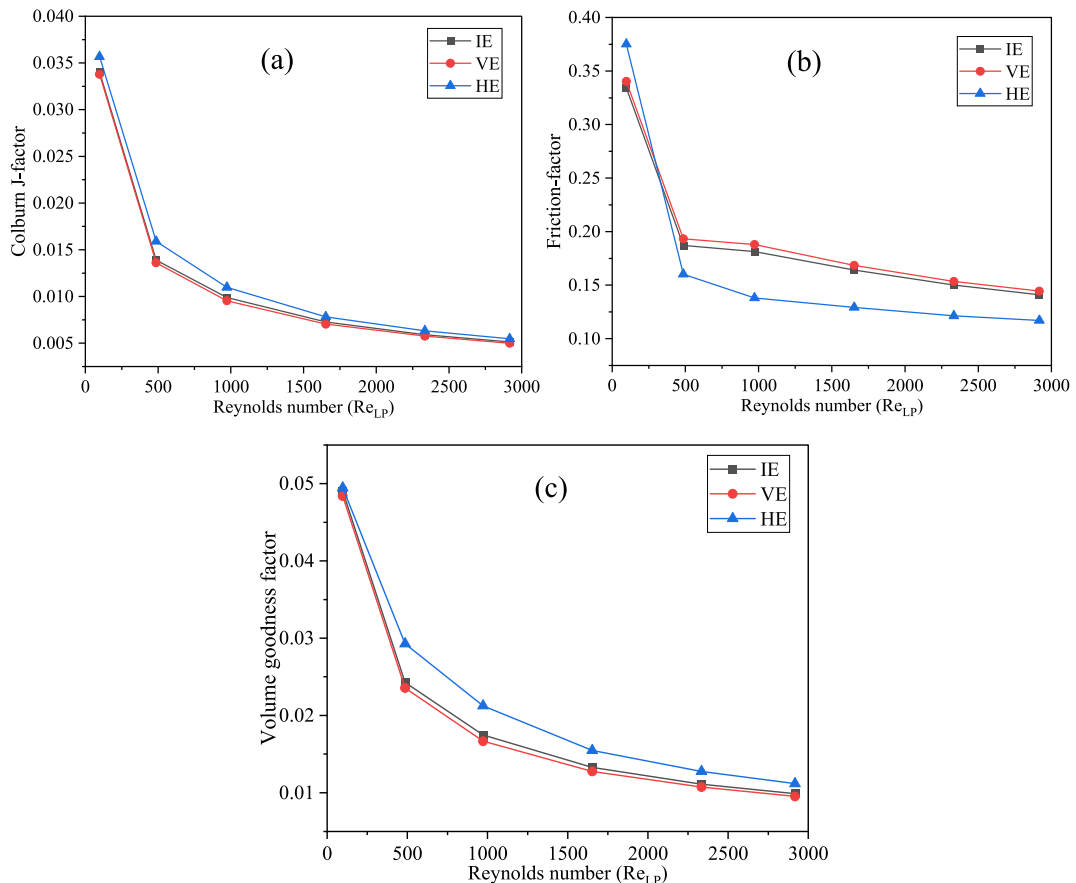 (a)
IE
VE
HE
Colburn J-factor
0.040
0.035
0.030
0.025
0.020
0.015
0.010
0.005
0 500 1000 1500 2000 2500 3000
Reynolds number (Re_LP)
(b)
IE
VE
HE
Friction-factor
0.40
0.35
0.30
0.25
0.20
0.15
0.10
0 500 1000 1500 2000 2500 3000
Reynolds number (Re_LP)
(c)
IE
VE
HE
Volume goodness factor
0.05
0.04
0.03
0.02
0.01
0 500 1000 1500 2000 2500 3000
Reynolds number (Re_LP)